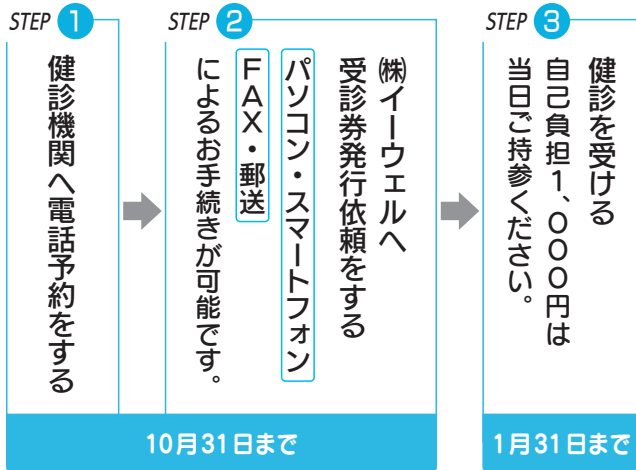 STEP 1
健診機関へ電話予約をする
STEP 2
㈱イーウェルへ
受診券発行依頼をする
パソコン・スマートフォン
FAX・郵送
によるお手続きが可能です。
10月31日まで
STEP 3
健診を受ける
自己負担1、000円は
当日ご持参ください。
1月31日まで